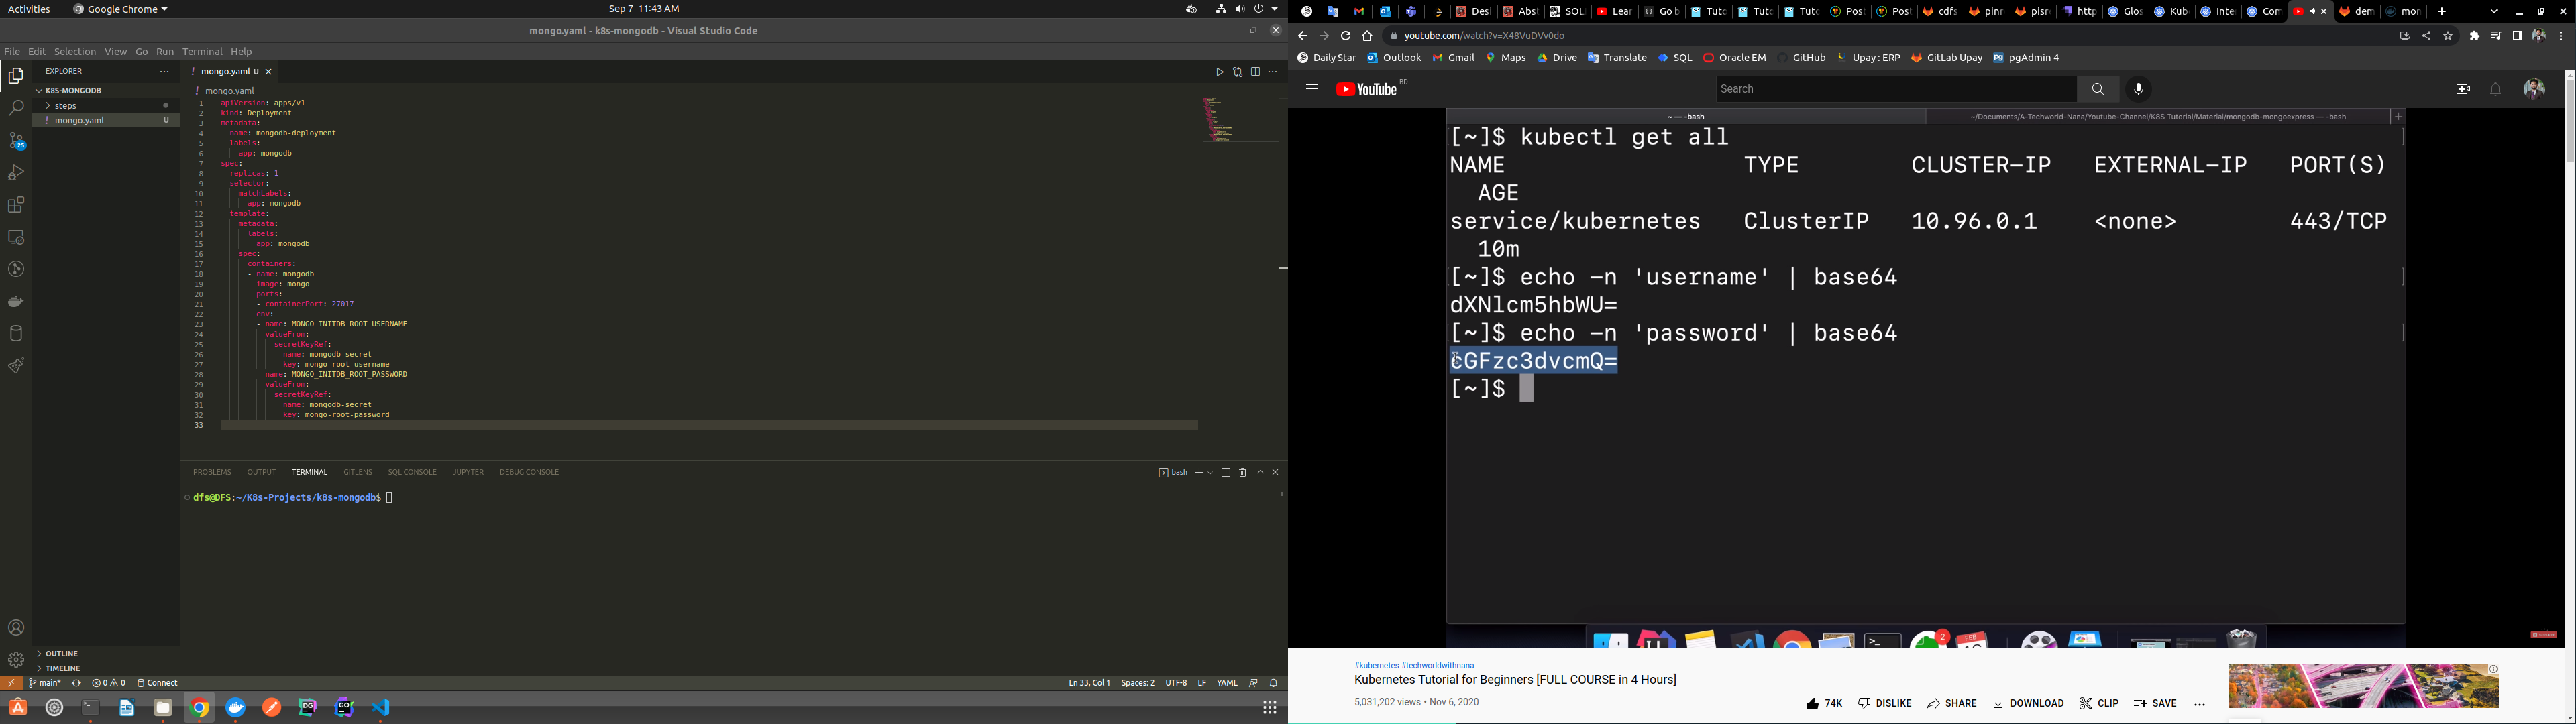 Activities
Google Chrome
Sep 7 11:43 AM
mongo.yaml - k8s-mongodb - Visual Studio Code
File Edit Selection View Go Run Terminal Help
EXPLORER
K8S-MONGODB
steps
mongo.yaml U
25
mongo.yaml U
mongo.yaml
1 apiVersion: apps/v1
2 kind: Deployment
3 metadata:
4 name: mongodb-deployment
5 labels:
6 app: mongodb
7 spec:
8 replicas: 1
9 selector:
10 matchLabels:
11 app: mongodb
12 template:
13 metadata:
14 labels:
15 app: mongodb
16 spec:
17 containers:
18 - name: mongodb
19 image: mongo
20 ports:
21 - containerPort: 27017
22 env:
23 - name: MONGO_INITDB_ROOT_USERNAME
24 valueFrom:
25 secretKeyRef:
26 name: mongodb-secret
27 key: mongo-root-username
28 - name: MONGO_INITDB_ROOT_PASSWORD
29 valueFrom:
30 secretKeyRef:
31 name: mongodb-secret
32 key: mongo-root-password
33
PROBLEMS OUTPUT TERMINAL GITLENS SQL CONSOLE JUPYTER DEBUG CONSOLE
bash
dfs@DFS:~/K8s-Projects/k8s-mongodb$
OUTLINE
TIMELINE
main* 0 0 Connect
Ln 33, Col 1 Spaces: 2 UTF-8 LF YAML
Desi Abst SOL Lear Go b Tuto Tuto Tuto Post Post cdfs pinr pisr http Glos Kub Inte Con dem mon
youtube.com/watch?v=X48VuDVv0do
DailyStar Outlook Gmail Maps Drive Translate SQL Oracle EM GitHub Upay : ERP GitLab Upay pgAdmin 4
YouTube BD
Search
~ — -bash
~/Documents/A-Techworld-Nana/Youtube-Channel/K8S Tutorial/Material/mongodb-mongoexpress — -bash
[~]$ kubectl get all
NAME TYPE CLUSTER-IP EXTERNAL-IP PORT(S)
AGE
service/kubernetes ClusterIP 10.96.0.1 <none> 443/TCP
10m
[~]$ echo -n 'username' | base64
dXNlcm5hbWU=
[~]$ echo -n 'password' | base64
cGFzc3dvcmQ=
[~]$
2
FEB
#kubernetes #techworldwithnana
Kubernetes Tutorial for Beginners [FULL COURSE in 4 Hours]
5,031,202 views • Nov 6, 2020
74K DISLIKE SHARE DOWNLOAD CLIP SAVE